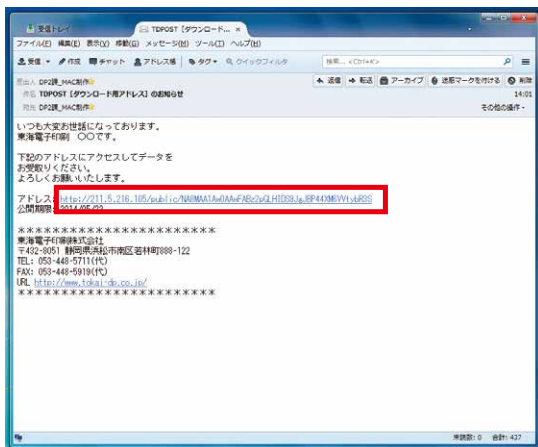 受信トレイ
TDPOST [ダウンロード... ×
ファイル(F) 編集(E) 表示(V) 移動(G) メッセージ(M) ツール(T) ヘルプ(H)
受信 作成 チャット アドレス帳 タグ クイックフィルタ 検索... <Ctrl+K>
差出人 DP2課_MAC制作
返信 転送 アーカイブ 迷惑マークを付ける 削除
件名 TDPOST [ダウンロード用アドレス] のお知らせ
14:01
宛先 DP2課_MAC制作
その他の操作
いつも大変お世話になっております。
東海電子印刷 〇〇です。
下記のアドレスにアクセスしてデータを
お受取りください。
よろしくお願いいたします。
アドレス: http://211.5.216.185/public/
公開期限: 2014/05/22
************************
東海電子印刷株式会社
〒432-8051 静岡県浜松市南区若林町888-122
TEL: 053-448-5711(代)
FAX: 053-448-5919(代)
URL http://www.tokai-dp.co.jp/
************************
未読数: 0 合計: 427